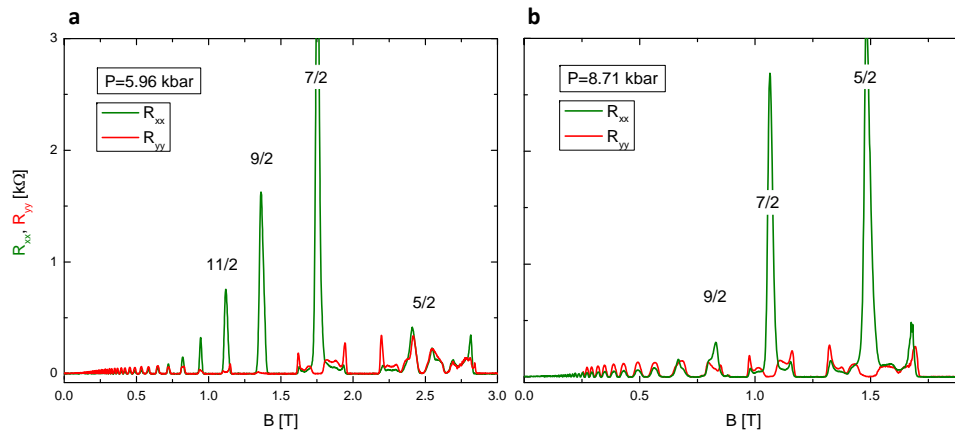 a
P=5.96 kbar
R_xx
R_yy
7/2
9/2
11/2
5/2
R_xx, R_yy [kΩ]
3
2
1
0
0.0 0.5 1.0 1.5 2.0 2.5 3.0
B [T]
b
P=8.71 kbar
R_xx
R_yy
5/2
7/2
9/2
0.0 0.5 1.0 1.5
B [T]